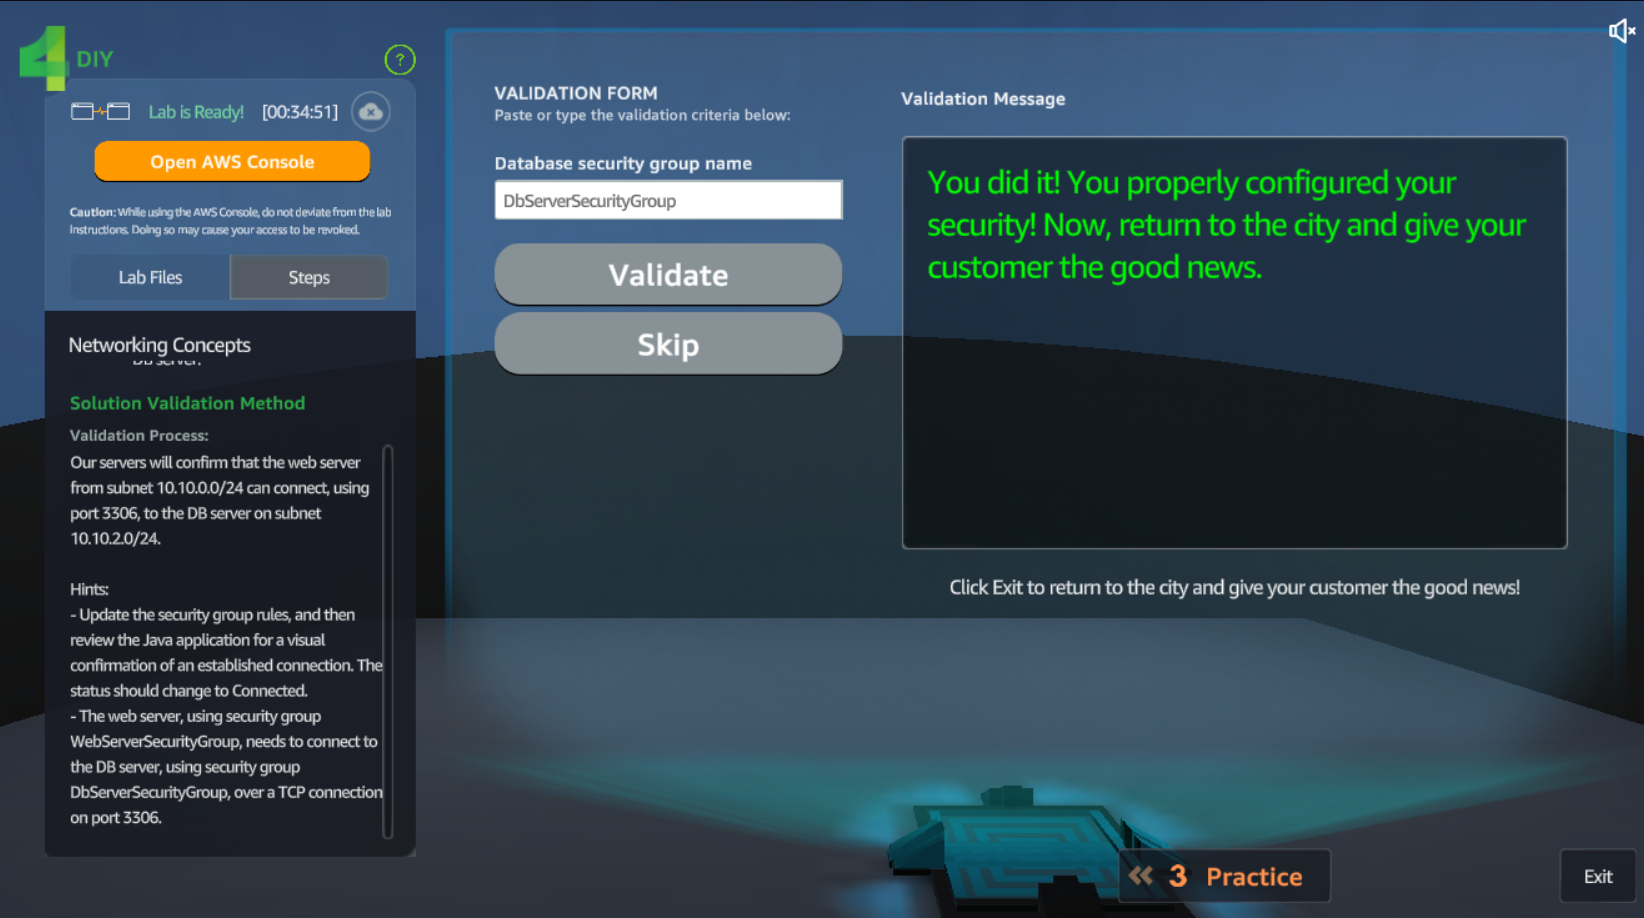 4 DIY
?
Lab is Ready! [00:34:51]
Open AWS Console
Caution: While using the AWS Console, do not deviate from the lab
instructions. Doing so may cause your access to be revoked.
Lab Files
Steps
Networking Concepts
Solution Validation Method
Validation Process:
Our servers will confirm that the web server
from subnet 10.10.0.0/24 can connect, using
port 3306, to the DB server on subnet
10.10.2.0/24.
Hints:
- Update the security group rules, and then
review the Java application for a visual
confirmation of an established connection. The
status should change to Connected.
- The web server, using security group
WebServerSecurityGroup, needs to connect to
the DB server, using security group
DbServerSecurityGroup, over a TCP connection
on port 3306.
VALIDATION FORM
Paste or type the validation criteria below:
Database security group name
DbServerSecurityGroup
Validate
Skip
Validation Message
You did it! You properly configured your
security! Now, return to the city and give your
customer the good news.
Click Exit to return to the city and give your customer the good news!
3 Practice
Exit